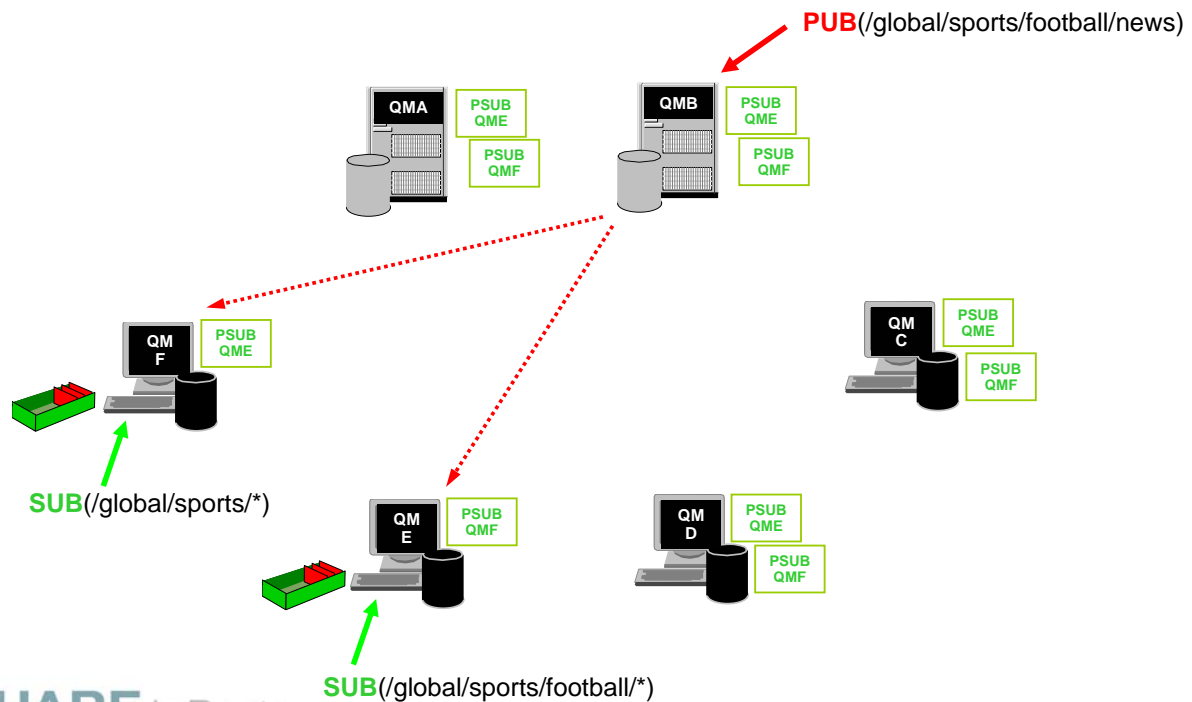 PUB(/global/sports/football/news)
QMA
PSUB
QME
PSUB
QMF
QMB
PSUB
QME
PSUB
QMF
QM
F
PSUB
QME
QM
C
PSUB
QME
PSUB
QMF
SUB(/global/sports/*)
QM
E
PSUB
QMF
QM
D
PSUB
QME
PSUB
QMF
SUB(/global/sports/football/*)